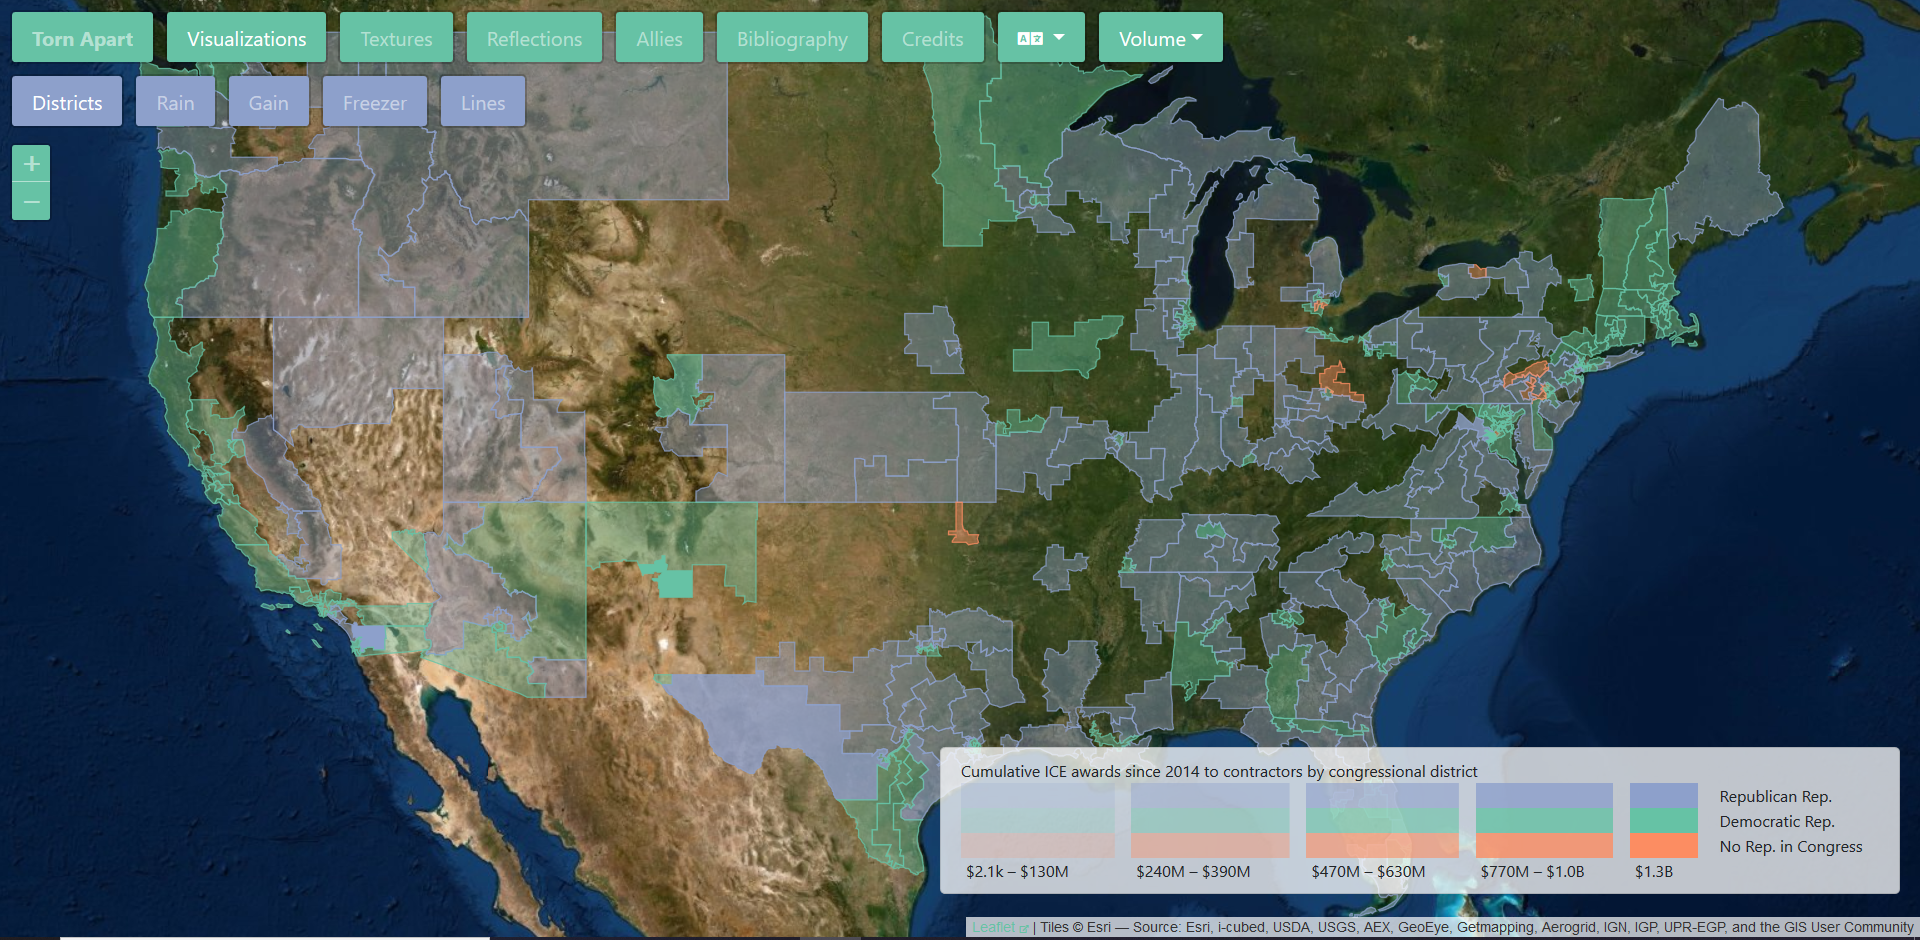 Torn Apart Visualizations Textures Reflections Allies Bibliography Credits Volume
Districts Rain Gain Freezer Lines
+
−
Cumulative ICE awards since 2014 to contractors by congressional district
Republican Rep.
Democratic Rep.
No Rep. in Congress
$2.1k – $130M $240M – $390M $470M – $630M $770M – $1.0B $1.3B
Leaflet | Tiles © Esri — Source: Esri, i-cubed, USDA, USGS, AEX, GeoEye, Getmapping, Aerogrid, IGN, IGP, UPR-EGP, and the GIS User Community